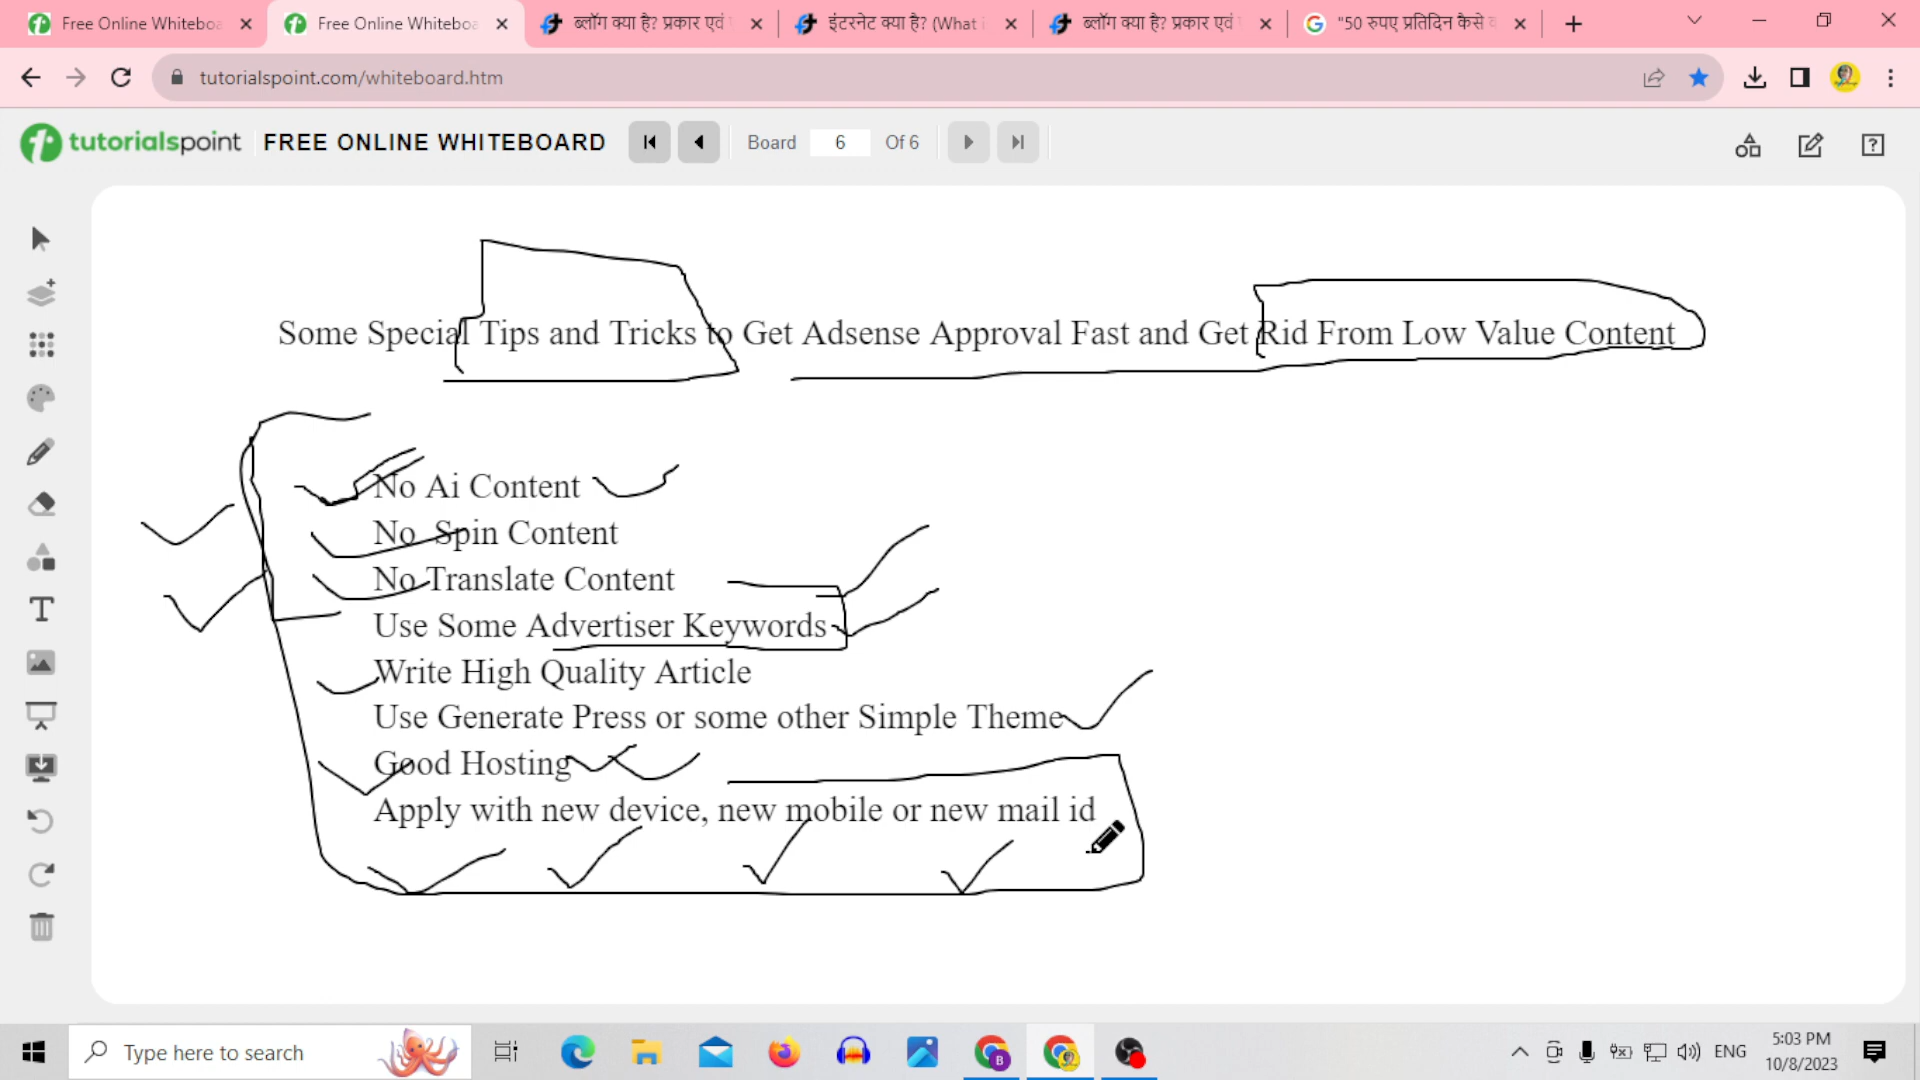 Free Online Whiteboa
Free Online Whiteboa
ब्लॉग क्या है? प्रकार एवं
इंटरनेट क्या है? (What i
ब्लॉग क्या है? प्रकार एवं
"50 रुपए प्रतिदिन कैसे क
tutorialspoint.com/whiteboard.htm
tutorialspoint FREE ONLINE WHITEBOARD Board 6 Of 6
Some Special Tips and Tricks to Get Adsense Approval Fast and Get Rid From Low Value Content
No Ai Content
No Spin Content
No Translate Content
Use Some Advertiser Keywords
Write High Quality Article
Use Generate Press or some other Simple Theme
Good Hosting
Apply with new device, new mobile or new mail id
Type here to search
ENG
5:03 PM
10/8/2023